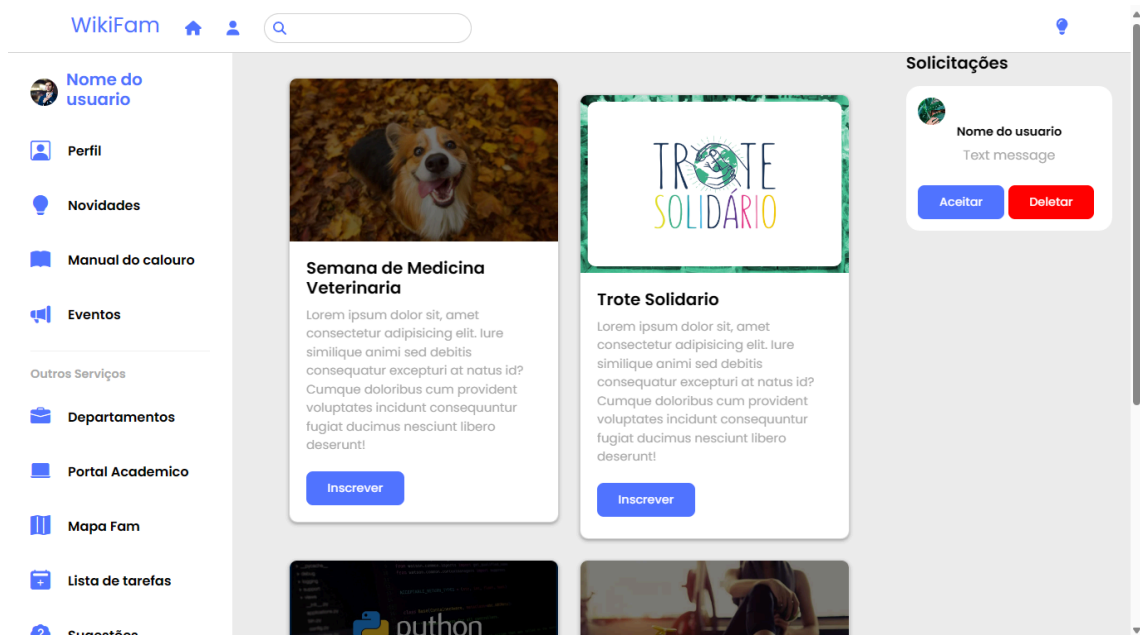 WikiFam
Nome do
usuario
Perfil
Novidades
Manual do calouro
Eventos
Outros Serviços
Departamentos
Portal Academico
Mapa Fam
Lista de tarefas
Sugestões
Semana de Medicina
Veterinaria
Lorem ipsum dolor sit, amet
consectetur adipisicing elit. Iure
similique animi sed debitis
consequatur excepturi at natus id?
Cumque doloribus cum provident
voluptates incidunt consequuntur
fugiat ducimus nesciunt libero
deserunt!
Inscrever
TROTE
SOLIDÁRIO
Trote Solidario
Lorem ipsum dolor sit, amet
consectetur adipisicing elit. Iure
similique animi sed debitis
consequatur excepturi at natus id?
Cumque doloribus cum provident
voluptates incidunt consequuntur
fugiat ducimus nesciunt libero
deserunt!
Inscrever
python
Solicitações
Nome do usuario
Text message
Aceitar
Deletar